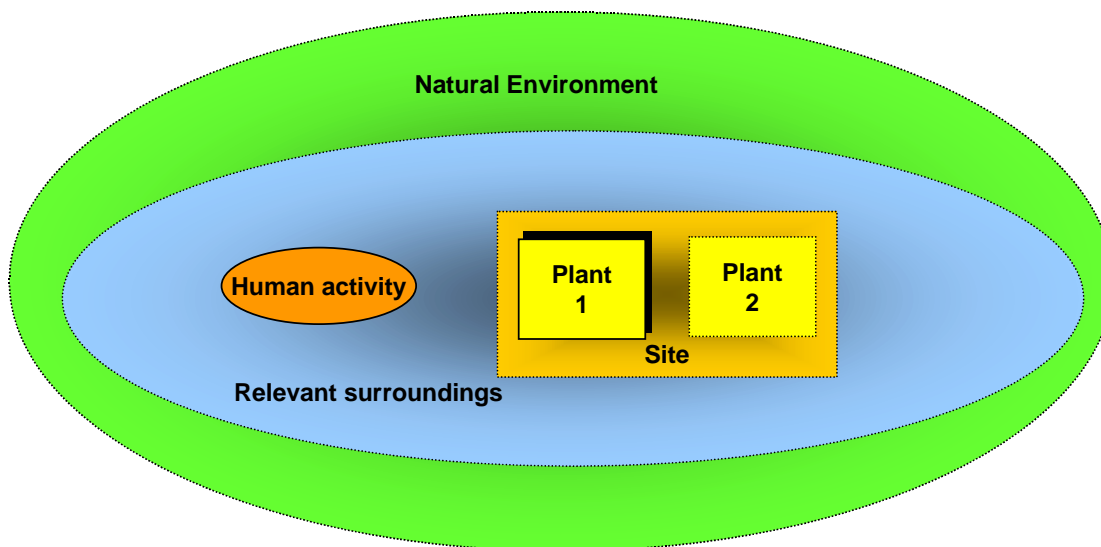 Natural Environment
Human activity
Plant
1
Plant
2
Site
Relevant surroundings